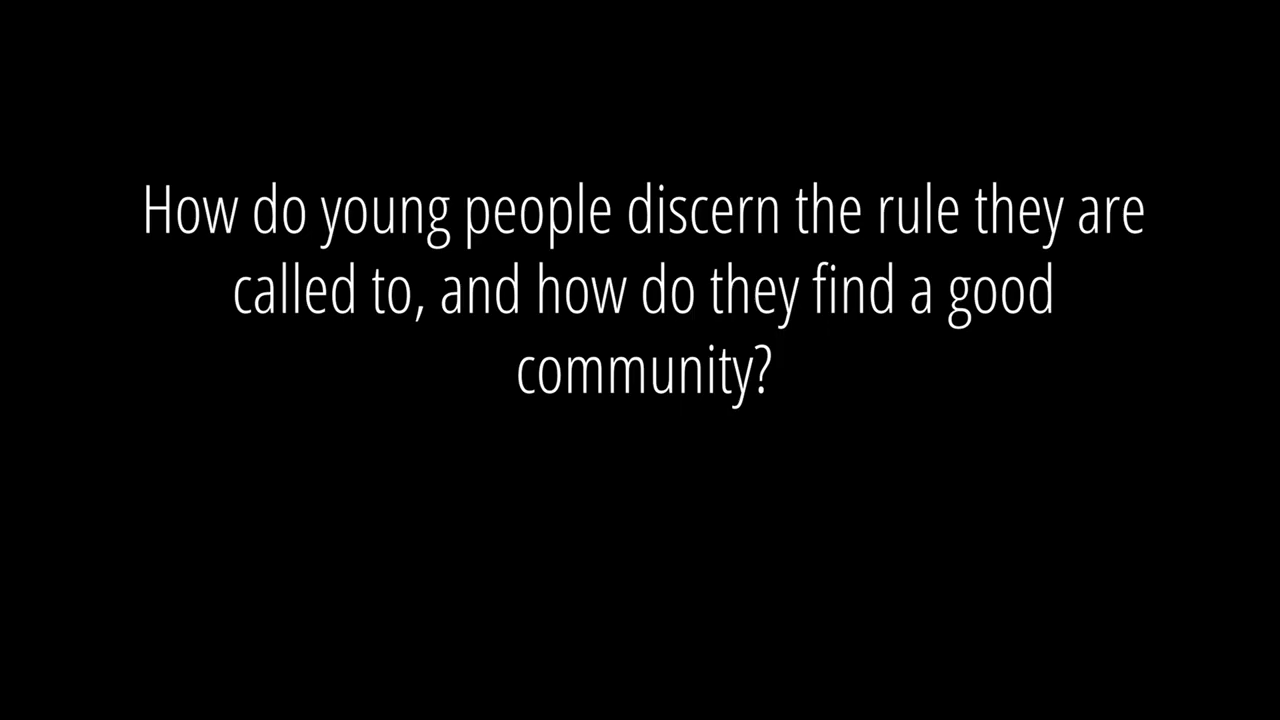 How do young people discern the rule they are
called to, and how do they find a good
community?